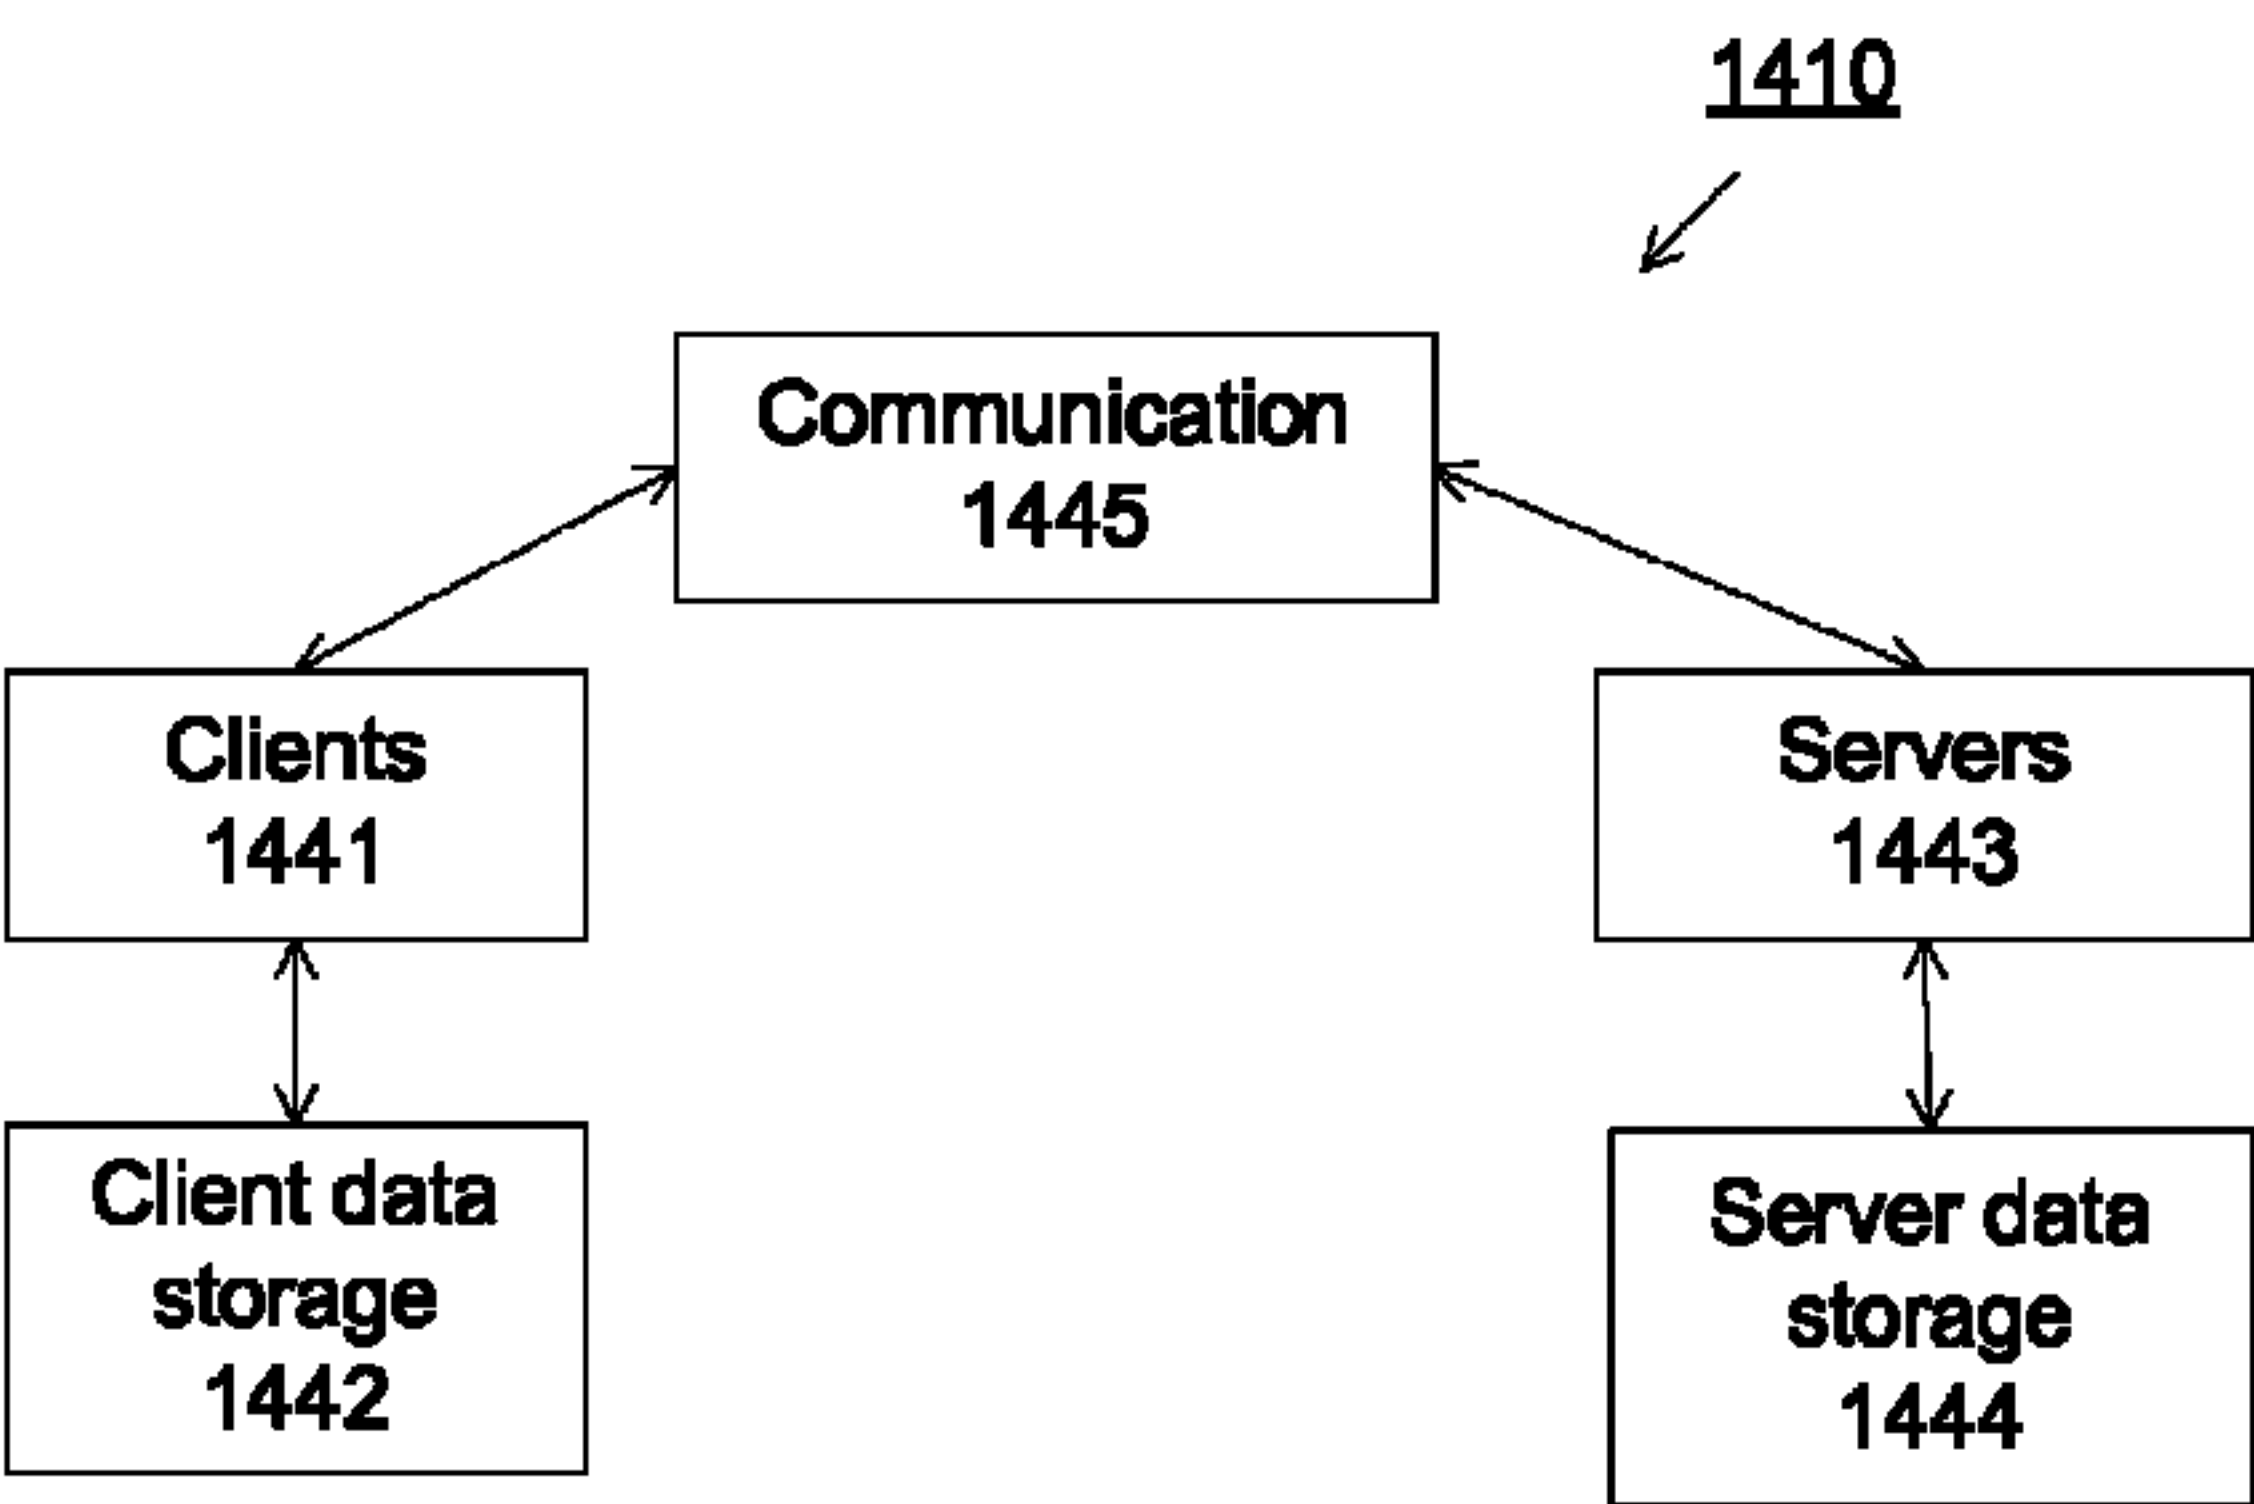 1410
Communication
1445
Clients
1441
Servers
1443
Client data
storage
1442
Server data
storage
1444